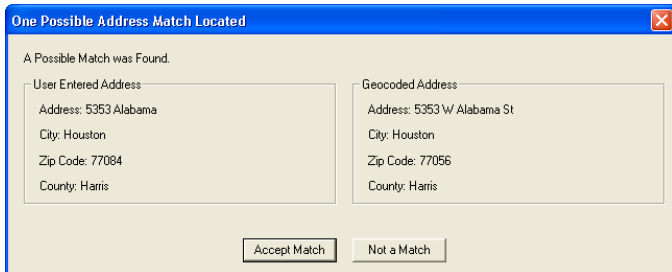 One Possible Address Match Located
A Possible Match was Found.
User Entered Address
Address: 5353 Alabama
City: Houston
Zip Code: 77084
County: Harris
Geocoded Address
Address: 5353 W Alabama St
City: Houston
Zip Code: 77056
County: Harris
Accept Match
Not a Match